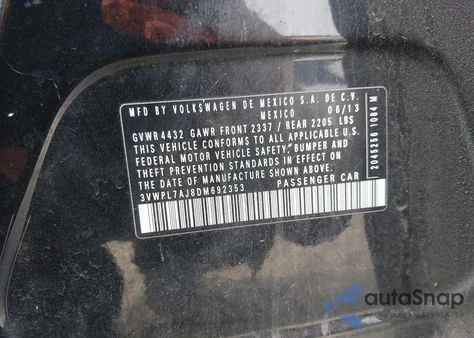 MFD BY VOLKSWAGEN DE MEXICO S.A. DE C.V.
MEXICO 06/13
GVWR 4432 GAWR FRONT 2337 / REAR 2205 LBS
THIS VEHICLE CONFORMS TO ALL APPLICABLE U.S.
FEDERAL MOTOR VEHICLE SAFETY, BUMPER AND
THEFT PREVENTION STANDARDS IN EFFECT ON
THE DATE OF MANUFACTURE SHOWN ABOVE.
3VWPL7AJ8DM692353 PASSENGER CAR
2045258 1084 M
autoSnap